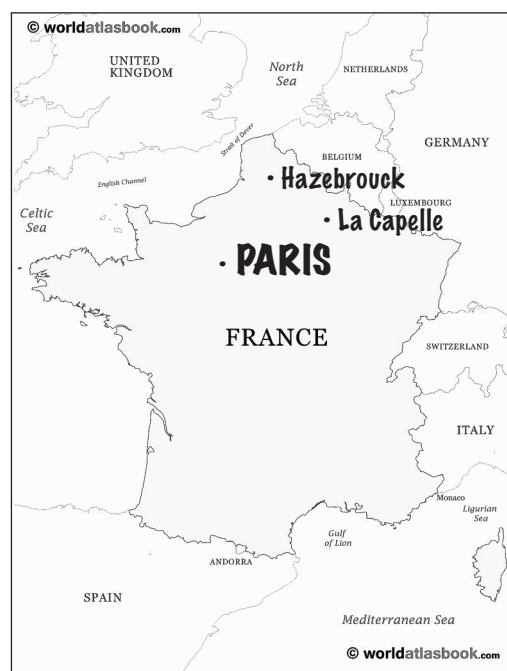 © worldatlasbook.com
UNITED
KINGDOM
North
Sea
NETHERLANDS
Strait of Dover
GERMANY
BELGIUM
English Channel
Hazebrouck
LUXEMBOURG
Celtic
Sea
La Capelle
PARIS
FRANCE
SWITZERLAND
ITALY
Monaco
Ligurian
Sea
Gulf
of Lion
ANDORRA
SPAIN
Mediterranean Sea
© worldatlasbook.com